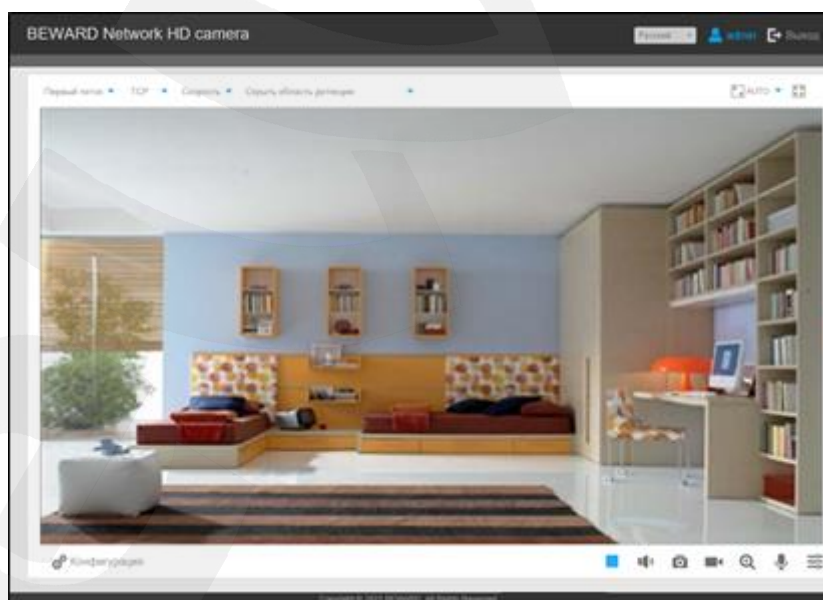 BEWARD Network HD camera
Русский admin Выход
Первый поток TCP Скорость Скрыть область детекции AUTO
Конфигурация